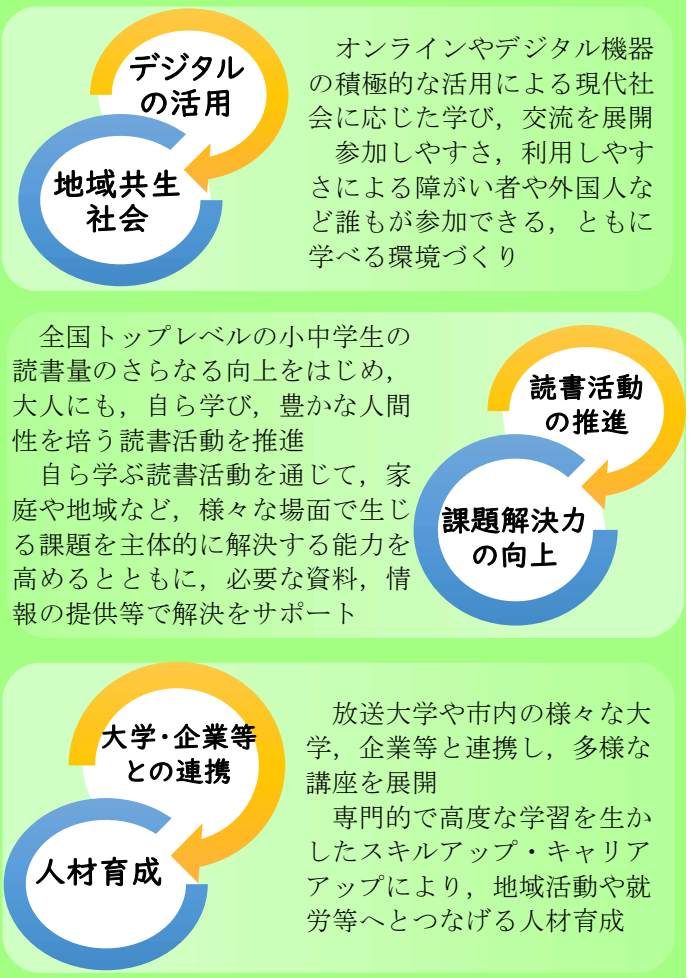 デジタル
の活用
地域共生
社会
　オンラインやデジタル機器
の積極的な活用による現代社
会に応じた学び，交流を展開
　参加しやすさ，利用しやす
さによる障がい者や外国人な
ど誰もが参加できる，ともに
学べる環境づくり
　全国トップレベルの小中学生の
読書量のさらなる向上をはじめ，
大人にも，自ら学び，豊かな人間
性を培う読書活動を推進
　自ら学ぶ読書活動を通じて，家
庭や地域など，様々な場面で生じ
る課題を主体的に解決する能力を
高めるとともに，必要な資料，情
報の提供等で解決をサポート
読書活動
の推進
課題解決力
の向上
大学・企業等
との連携
人材育成
　放送大学や市内の様々な大
学，企業等と連携し，多様な
講座を展開
　専門的で高度な学習を生か
したスキルアップ・キャリア
アップにより，地域活動や就
労等へとつなげる人材育成